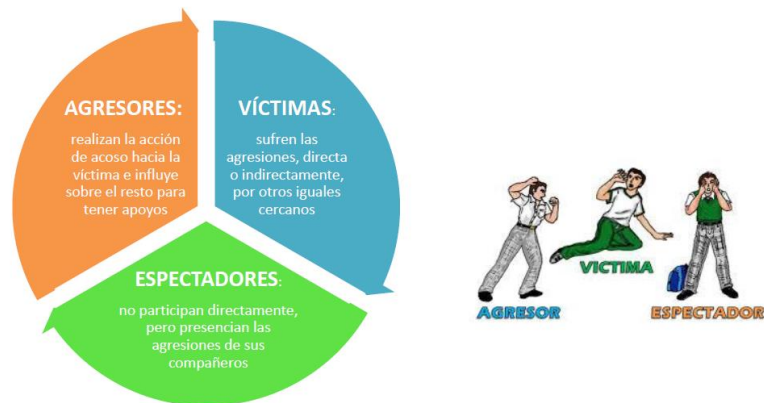 AGRESORES:
realizan la acción
de acoso hacia la
víctima e influye
sobre el resto para
tener apoyos
VÍCTIMAS:
sufren las
agresiones, directa
o indirectamente,
por otros iguales
cercanos
ESPECTADORES:
no participan directamente,
pero presencian las
agresiones de sus
compañeros
VICTIMA
AGRESOR
ESPECTADOR